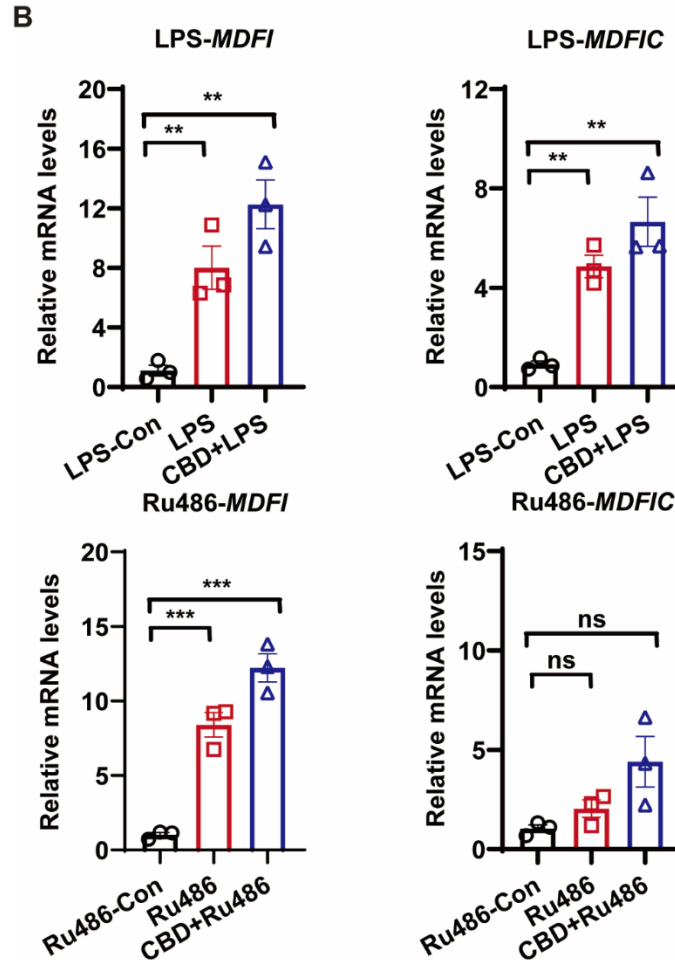 B
LPS-MDFI
Relative mRNA levels
20
16
12
8
4
0
**
**
LPS-Con
LPS
CBD+LPS
LPS-MDFIC
Relative mRNA levels
12
8
4
0
**
**
LPS-Con
LPS
CBD+LPS
Ru486-MDFI
Relative mRNA levels
20
15
10
5
0
***
***
Ru486-Con
Ru486
CBD+Ru486
Ru486-MDFIC
Relative mRNA levels
15
10
5
0
ns
ns
Ru486-Con
Ru486
CBD+Ru486